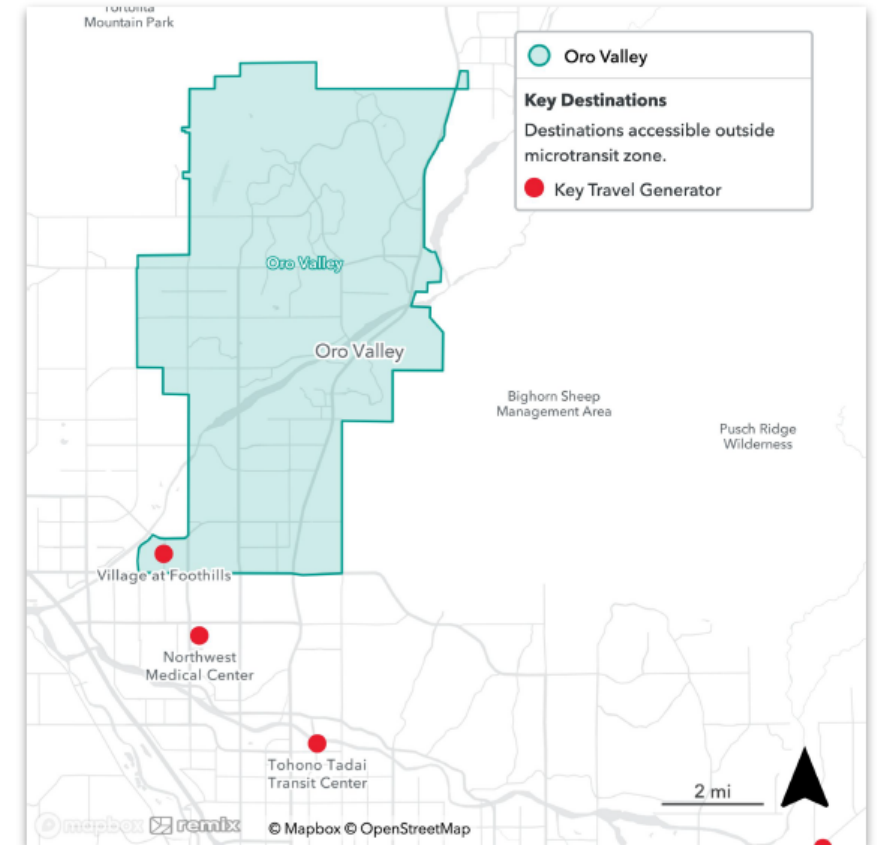 Mountain Park
Oro Valley
Key Destinations
Destinations accessible outside
microtransit zone.
Key Travel Generator
Oro Valley
Oro Valley
Bighorn Sheep
Management Area
Pusch Ridge
Wilderness
Village at Foothills
Northwest
Medical Center
Tohono Tadai
Transit Center
2 mi
mapbox remix © Mapbox © OpenStreetMap